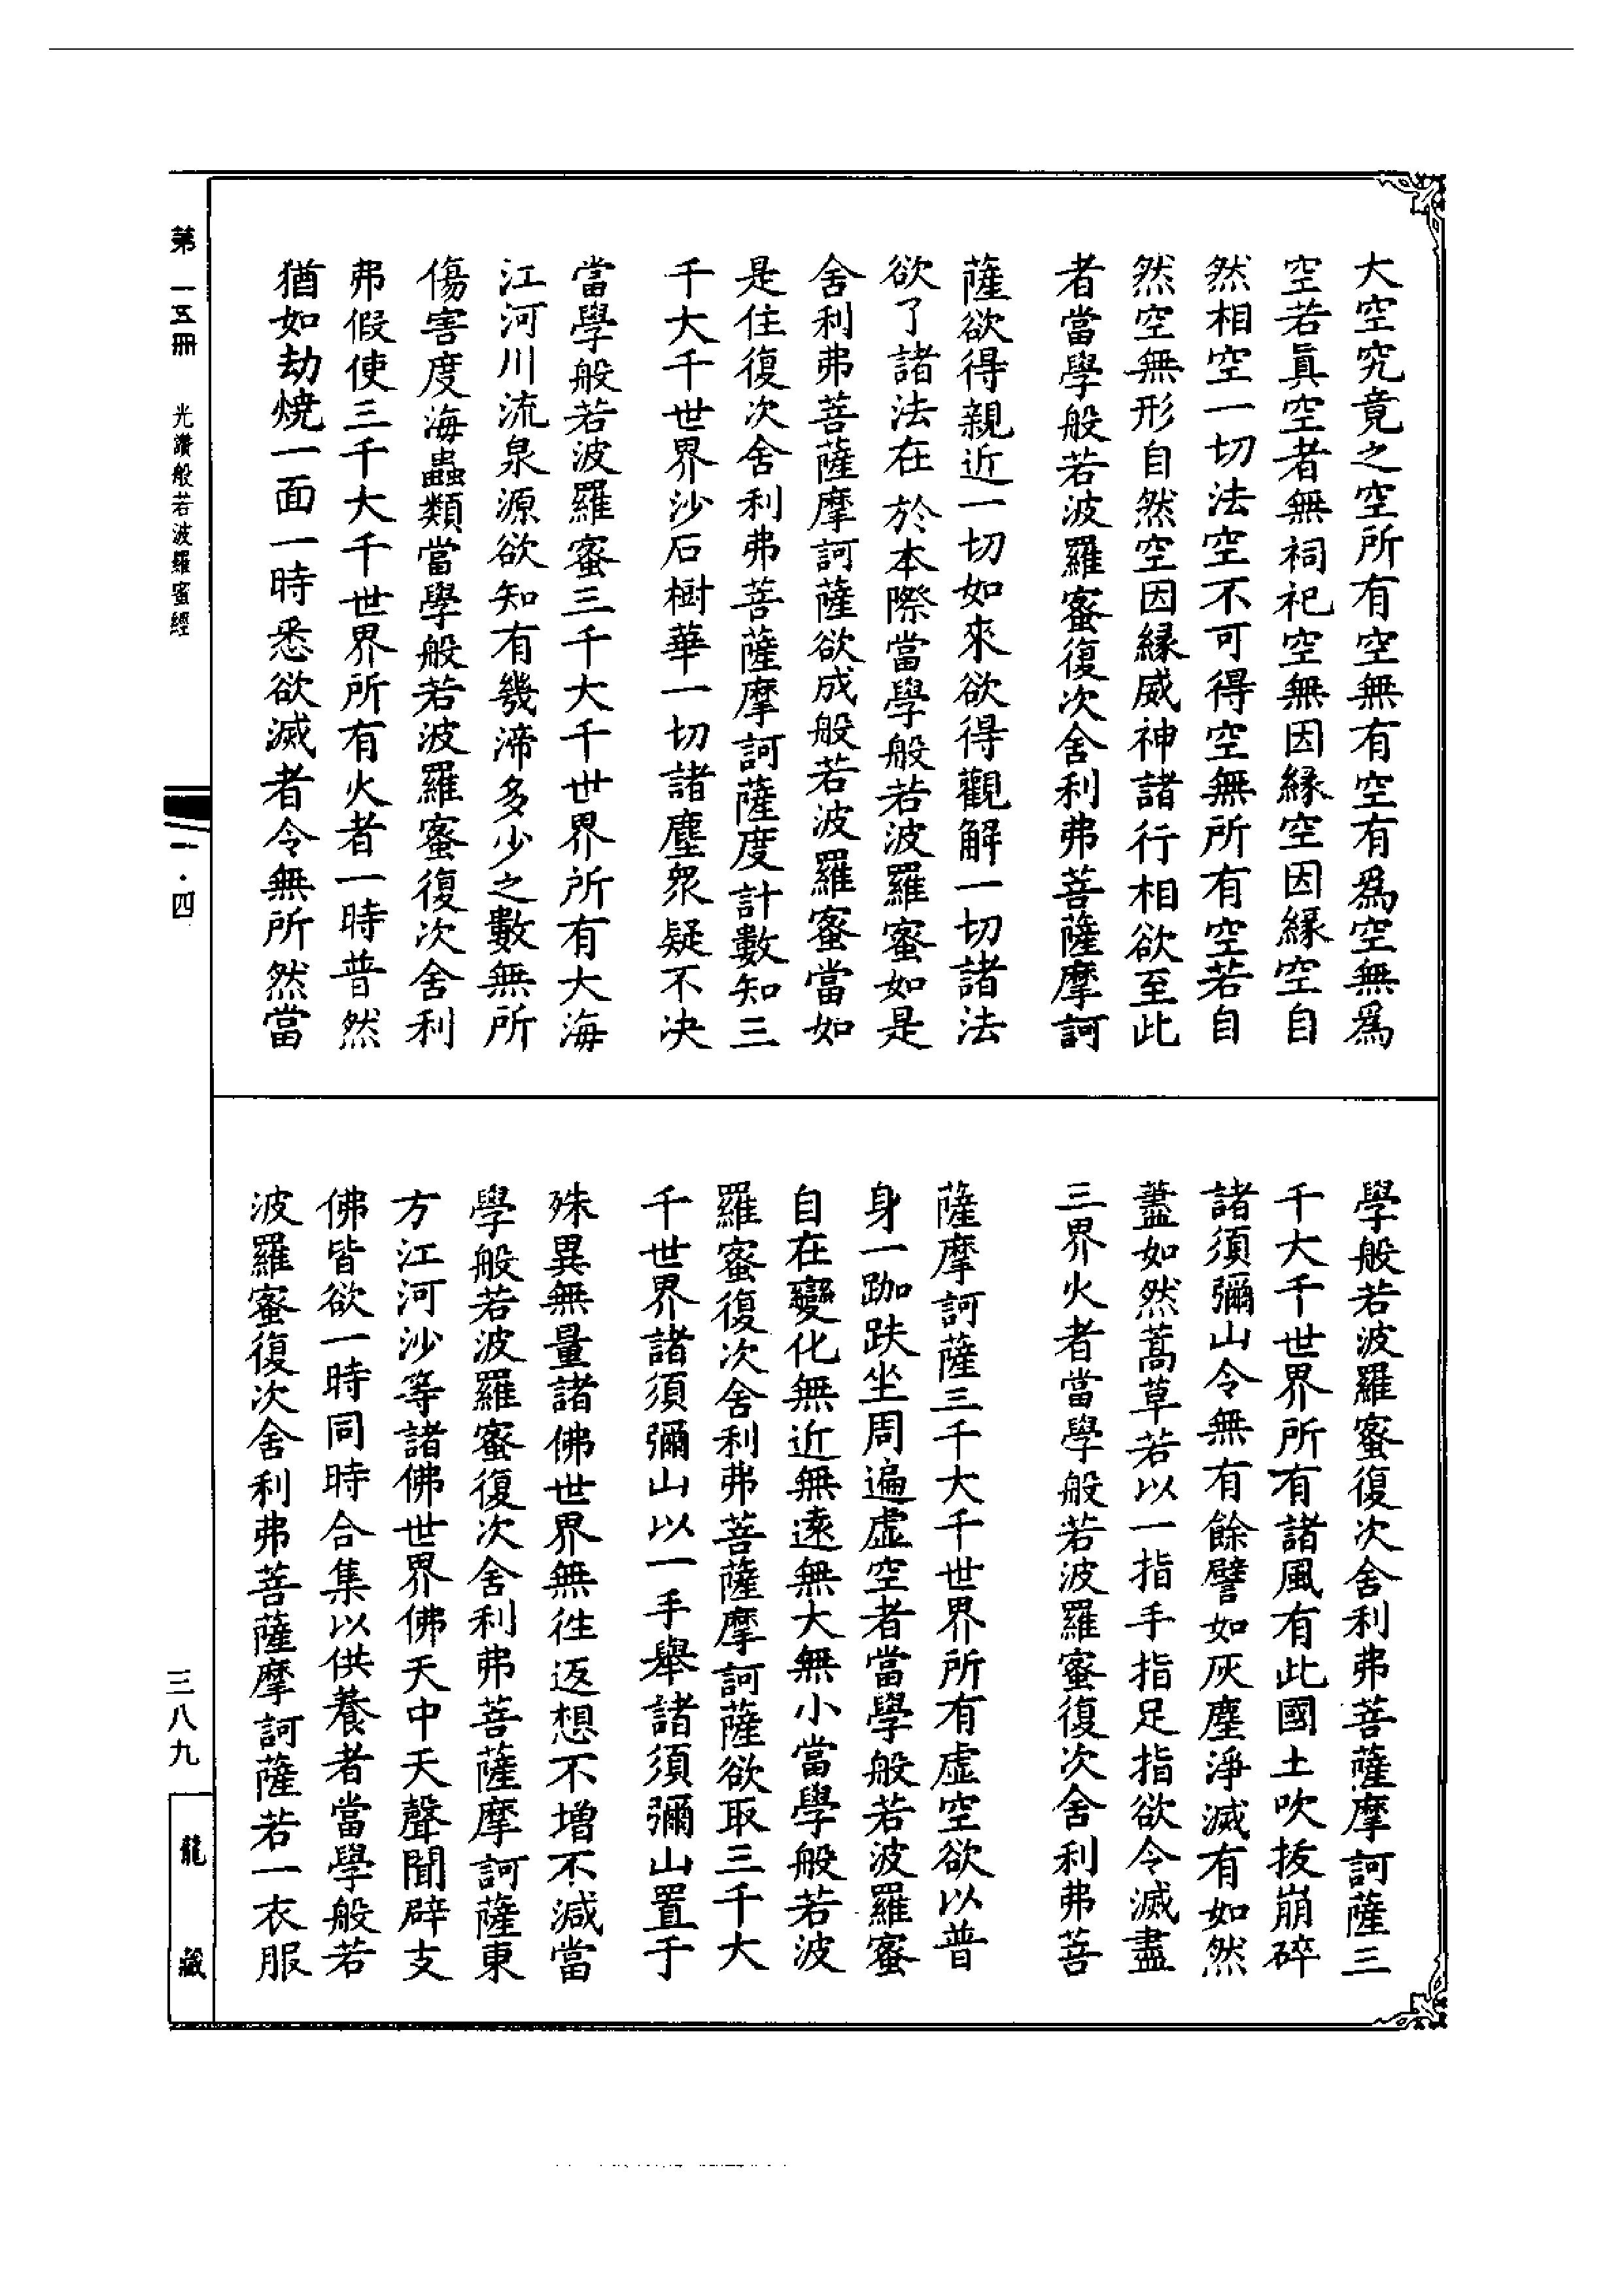 大空究竟之空所有空無有空有爲空無爲
空若眞空者無祠祀空無因縁空因縁空自
然相空一切法空不可得空無所有空若自
然空無形自然空因縁威神諸行相欲至此
者當學般若波羅蜜復次舍利弗菩薩摩訶
薩欲得親近一切如來欲得觀解一切諸法
欲了諸法在於本際當學般若波羅蜜如是
舍利弗菩薩摩訶薩欲成般若波羅蜜當如
是住復次舍利弗菩薩摩訶薩度計數知三
千大千世界沙石樹華一切諸塵眾疑不决
當學般若波羅蜜三千大千世界所有大海
江河川流泉源欲知有幾渧多少之數無所
傷害度海蟲類當學般若波羅蜜復次舍利
弗假使三千大千世界所有火者一時普然
猶如劫燒一面一時悉欲滅者令無所然當
學般若波羅蜜復次舍利弗菩薩摩訶薩三
千大千世界所有諸風有此國土吹拔崩碎
諸須彌山令無有餘譬如灰塵淨滅有如然
藎如然蒿草若以一指手指足指欲令滅盡
三界火者當學般若波羅蜜復次舍利弗菩
薩摩訶薩三千大千世界所有虛空欲以普
身一跏趺坐周遍虛空者當學般若波羅蜜
自在變化無近無遠無大無小當學般若波
羅蜜復次舍利弗菩薩摩訶薩欲取三千大
千世界諸須彌山以一手舉諸須彌山置于
殊異無量諸佛世界無徃返想不增不減當
學般若波羅蜜復次舍利弗菩薩摩訶薩東
方江河沙等諸佛世界佛天中天聲聞辟支
佛皆欲一時同時合集以供養者當學般若
波羅蜜復次舍利弗菩薩摩訶薩若一衣服
第一五冊 光讚般若波羅蜜經
一·四
三八九
龍藏